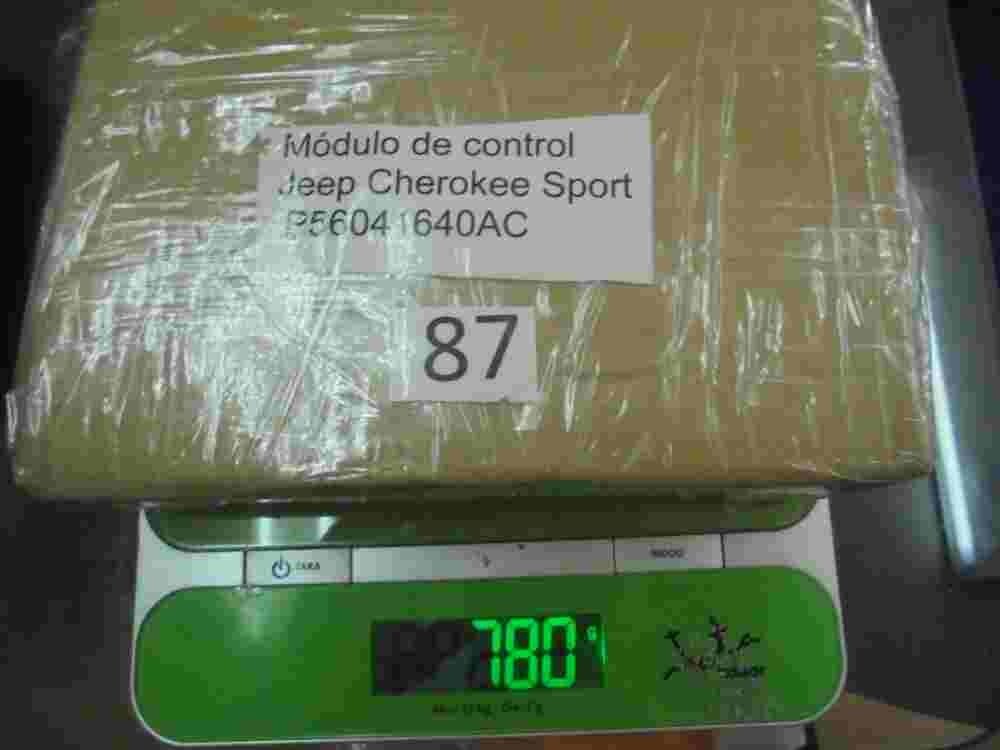 Módulo de control
Jeep Cherokee Sport
P56041640AC
87
TARA
MODO
780 g